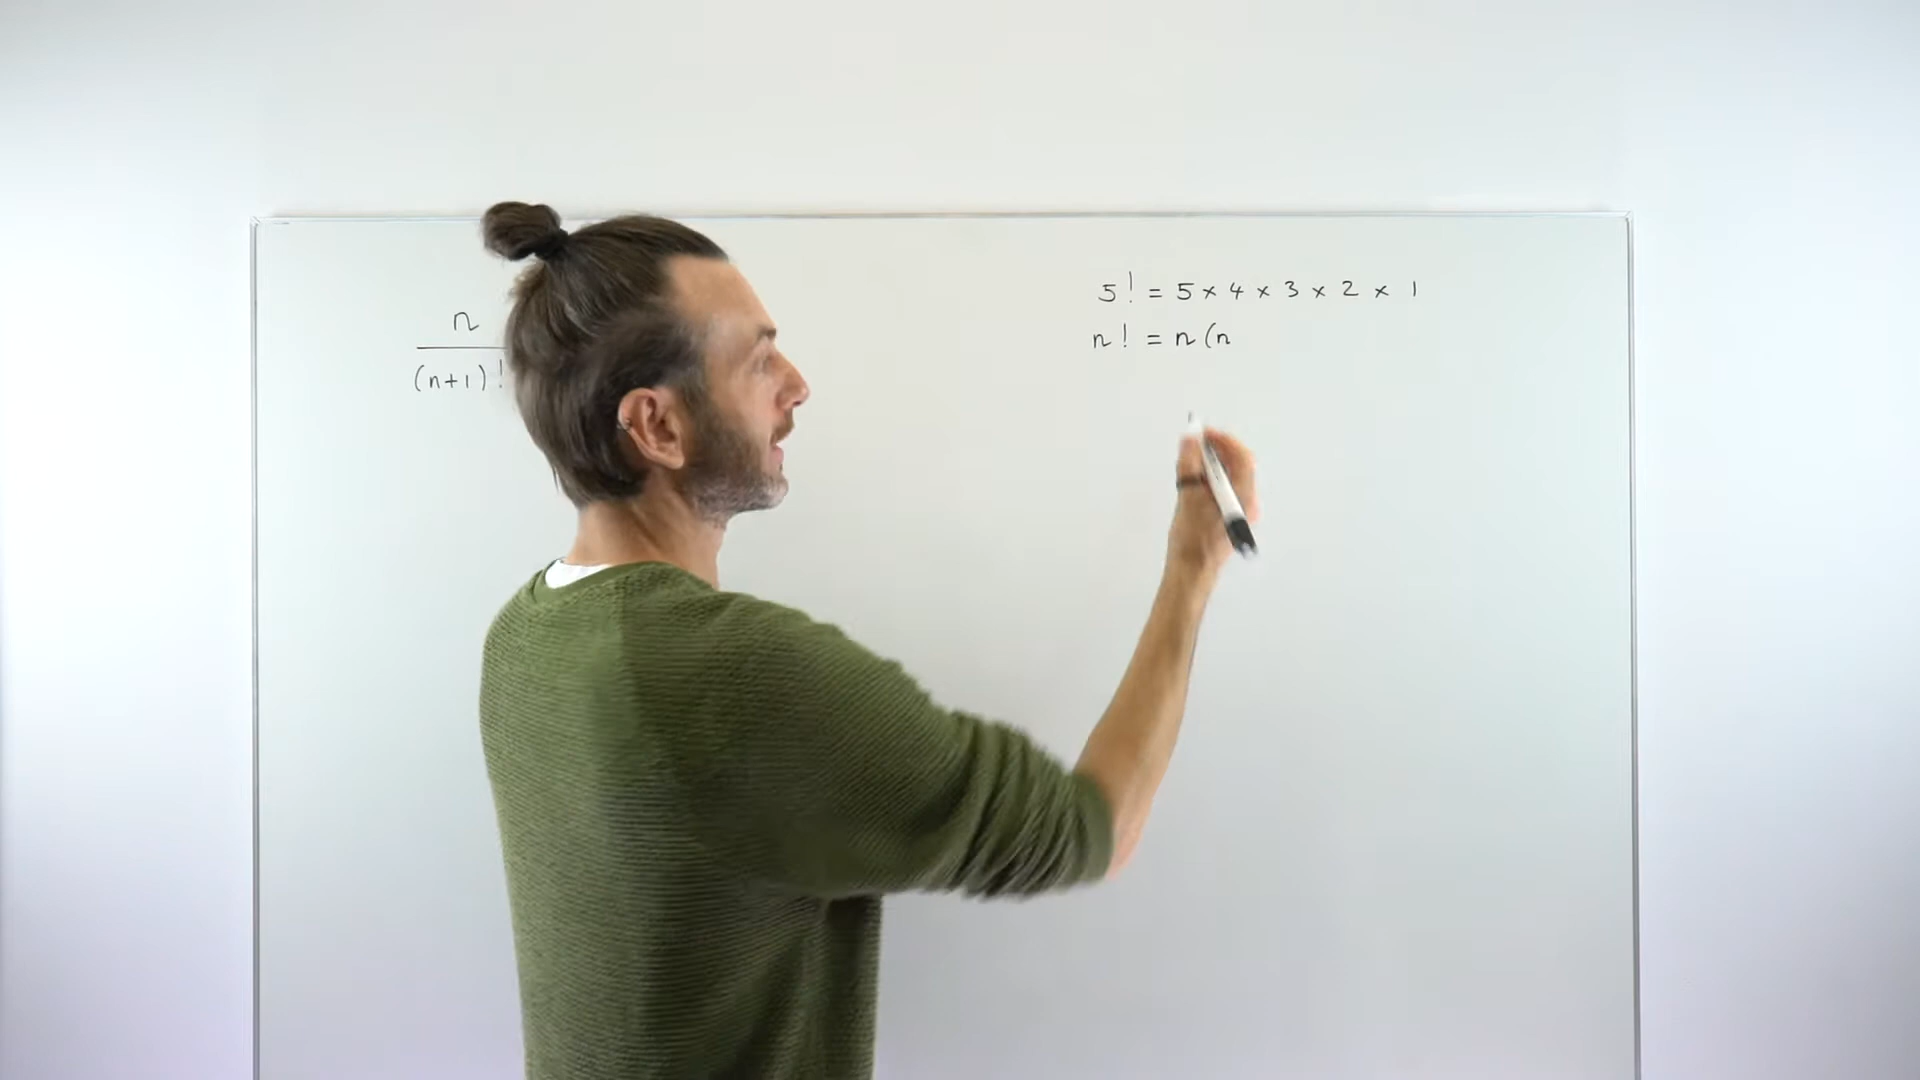 n
(n+1)!
5! = 5 × 4 × 3 × 2 × 1
n! = n(n